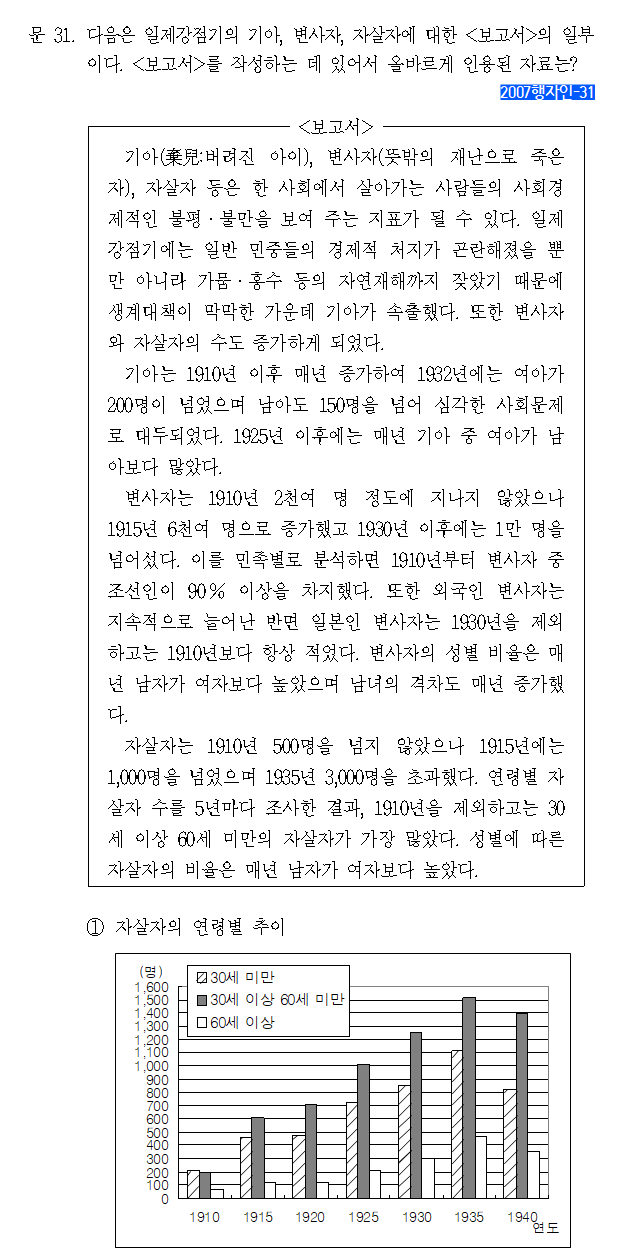 문 31. 다음은 일제강점기의 기아, 변사자, 자살자에 대한 <보고서>의 일부
이다. <보고서>를 작성하는 데 있어서 올바르게 인용된 자료는?
2007행자인-31
<보고서>
기아(棄兒:버려진 아이), 변사자(뜻밖의 재난으로 죽은
자), 자살자 등은 한 사회에서 살아가는 사람들의 사회경
제적인 불평·불만을 보여 주는 지표가 될 수 있다. 일제
강점기에는 일반 민중들의 경제적 처지가 곤란해졌을 뿐
만 아니라 가뭄·홍수 등의 자연재해까지 잦았기 때문에
생계대책이 막막한 가운데 기아가 속출했다. 또한 변사자
와 자살자의 수도 증가하게 되었다.
기아는 1910년 이후 매년 증가하여 1932년에는 여아가
200명이 넘었으며 남아도 150명을 넘어 심각한 사회문제
로 대두되었다. 1925년 이후에는 매년 기아 중 여아가 남
아보다 많았다.
변사자는 1910년 2천여 명 정도에 지나지 않았으나
1915년 6천여 명으로 증가했고 1930년 이후에는 1만 명을
넘어섰다. 이를 민족별로 분석하면 1910년부터 변사자 중
조선인이 90% 이상을 차지했다. 또한 외국인 변사자는
지속적으로 늘어난 반면 일본인 변사자는 1930년을 제외
하고는 1910년보다 항상 적었다. 변사자의 성별 비율은 매
년 남자가 여자보다 높았으며 남녀의 격차도 매년 증가했
다.
자살자는 1910년 500명을 넘지 않았으나 1915년에는
1,000명을 넘었으며 1935년 3,000명을 초과했다. 연령별 자
살자 수를 5년마다 조사한 결과, 1910년을 제외하고는 30
세 이상 60세 미만의 자살자가 가장 많았다. 성별에 따른
자살자의 비율은 매년 남자가 여자보다 높았다.
① 자살자의 연령별 추이
(명)
30세 미만
30세 이상 60세 미만
60세 이상
1,600
1,500
1,400
1,300
1,200
1,100
1,000
900
800
700
600
500
400
300
200
100
0
1910 1915 1920 1925 1930 1935 1940
연도